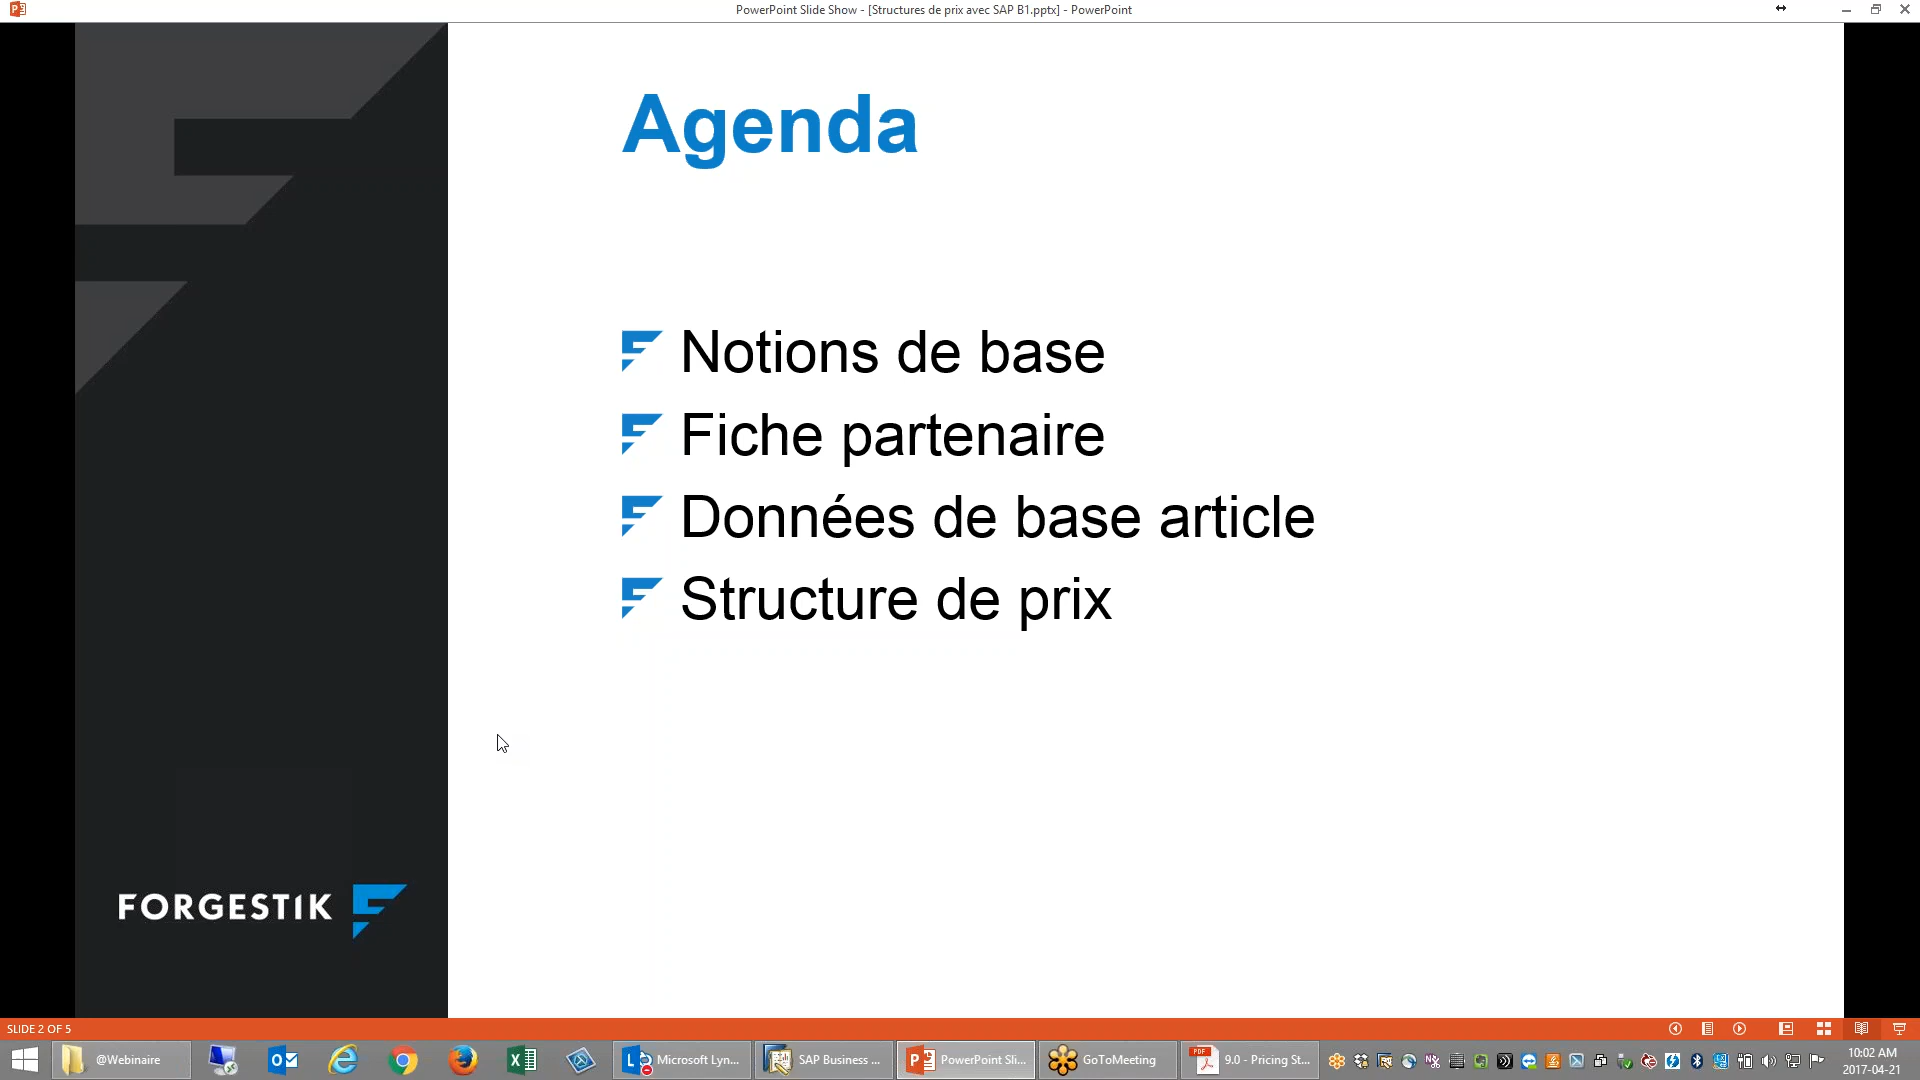 PowerPoint Slide Show - [Structures de prix avec SAP B1.pptx] - PowerPoint
Agenda
Notions de base
Fiche partenaire
Données de base article
Structure de prix
FORGESTIK
SLIDE 2 OF 5
@Webinaire
Microsoft Lyn...
SAP Business ...
PowerPoint Sli...
GoToMeeting
9.0 - Pricing St...
10:02 AM
2017-04-21